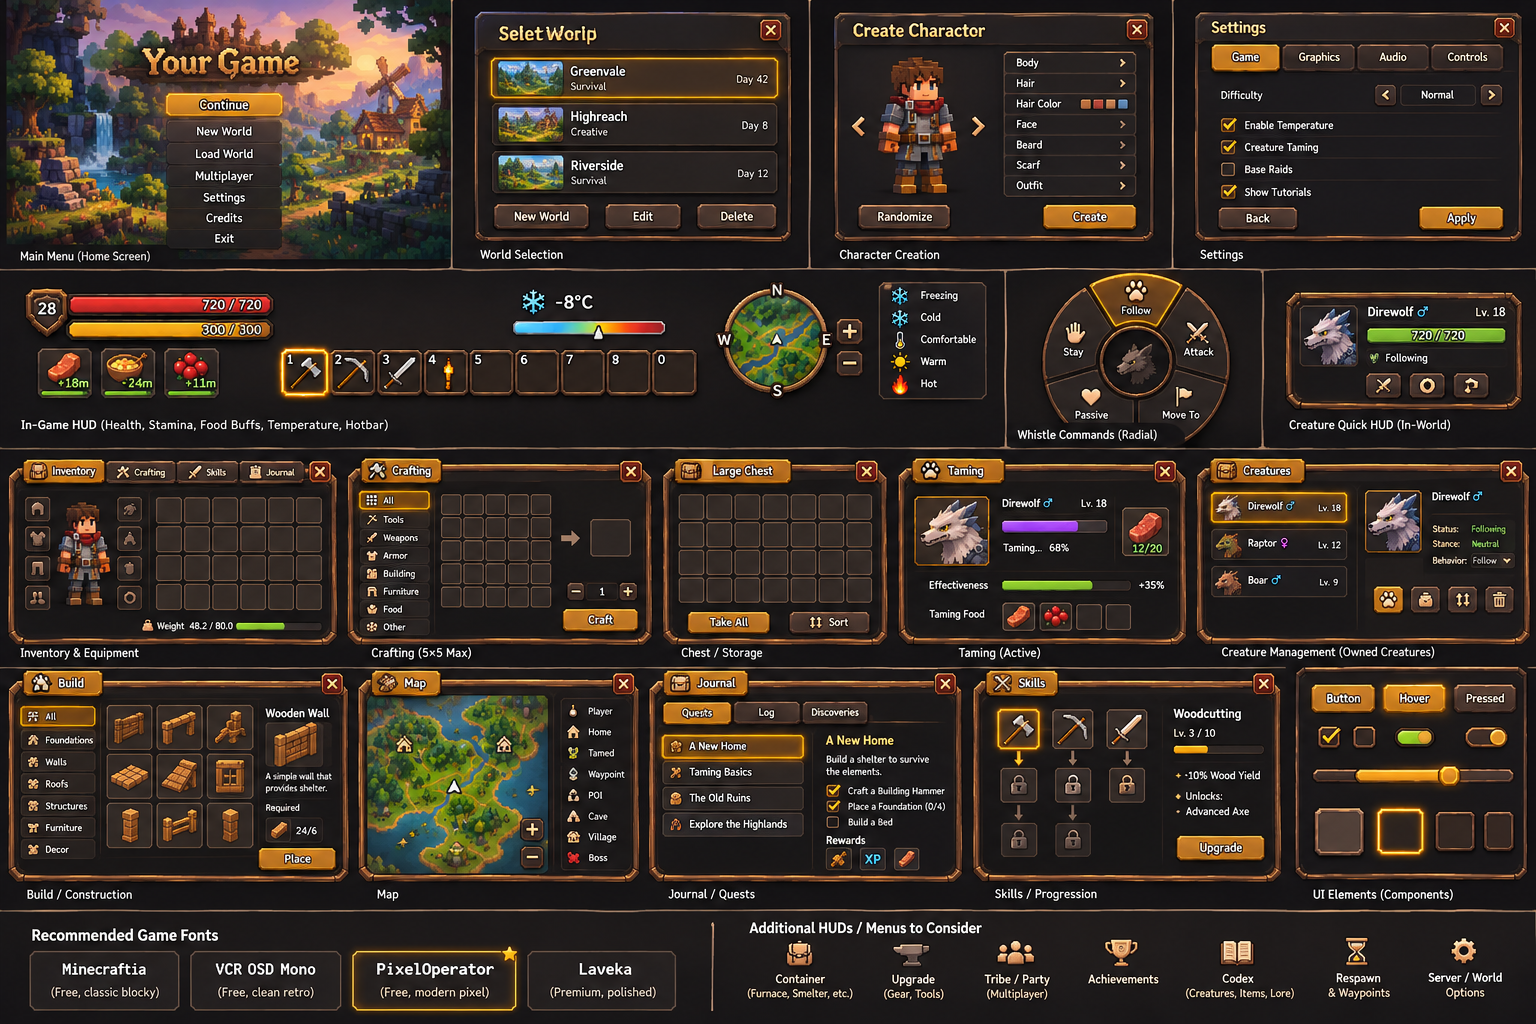 Your Game
Continue
New World
Load World
Multiplayer
Settings
Credits
Exit
Main Menu (Home Screen)
Selet Worip
Greenvale
Survival
Day 42
Highreach
Creative
Day 8
Riverside
Survival
Day 12
New World
Edit
Delete
World Selection
Create Charactor
Body
Hair
Hair Color
Face
Beard
Scarf
Outfit
Randomize
Create
Character Creation
Settings
Game
Graphics
Audio
Controls
Difficulty
Normal
Enable Temperature
Creature Taming
Base Raids
Show Tutorials
Back
Apply
Settings
28
720 / 720
300 / 300
+18m
-24m
+11m
-8°C
1
2
3
4
5
6
7
8
0
N
W
E
S
Freezing
Cold
Comfortable
Warm
Hot
In-Game HUD (Health, Stamina, Food Buffs, Temperature, Hotbar)
Follow
Stay
Attack
Passive
Move To
Whistle Commands (Radial)
Direwolf ♂
Lv. 18
720 / 720
Following
Creature Quick HUD (In-World)
Inventory
Crafting
Skills
Journal
Weight 48.2 / 80.0
Inventory & Equipment
Crafting
All
Tools
Weapons
Armor
Building
Furniture
Food
Other
1
Craft
Crafting (5×5 Max)
Large Chest
Take All
Sort
Chest / Storage
Taming
Direwolf ♂
Lv. 18
Taming... 68%
12/20
Effectiveness
+35%
Taming Food
Taming (Active)
Creatures
Direwolf ♂
Lv. 18
Raptor ♀
Lv. 12
Boar ♂
Lv. 9
Direwolf ♂
Status: Following
Stance: Neutral
Behavior: Follow
Creature Management (Owned Creatures)
Build
All
Foundations
Walls
Roofs
Structures
Furniture
Decor
Wooden Wall
A simple wall that
provides shelter.
Required
24/6
Place
Build / Construction
Map
Player
Home
Tamed
Waypoint
POI
Cave
Village
Boss
Map
Journal
Quests
Log
Discoveries
A New Home
Taming Basics
The Old Ruins
Explore the Highlands
A New Home
Build a shelter to survive
the elements.
Craft a Building Hammer
Place a Foundation (0/4)
Build a Bed
Rewards
XP
Journal / Quests
Skills
Woodcutting
Lv. 3 / 10
-10% Wood Yield
Unlocks:
Advanced Axe
Upgrade
Skills / Progression
Button
Hover
Pressed
UI Elements (Components)
Recommended Game Fonts
Minecraftia
(Free, classic blocky)
VCR OSD Mono
(Free, clean retro)
PixelOperator
(Free, modern pixel)
Laveka
(Premium, polished)
Additional HUDs / Menus to Consider
Container
(Furnace, Smelter, etc.)
Upgrade
(Gear, Tools)
Tribe / Party
(Multiplayer)
Achievements
Codex
(Creatures, Items, Lore)
Respawn
& Waypoints
Server / World
Options